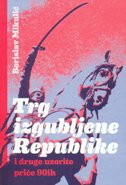 Borislav Mikulić
Trg
izgubljene
Republike
i druge uzorite
priče 90ih